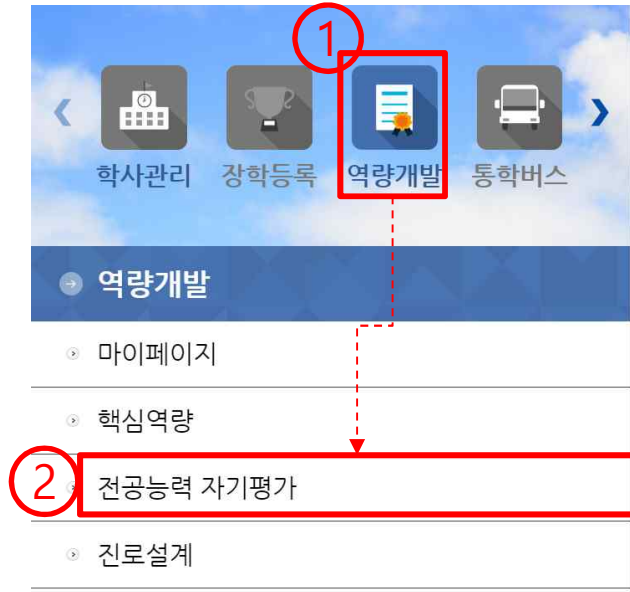 1
학사관리 장학등록 역량개발 통학버스
역량개발
마이페이지
핵심역량
2 전공능력 자기평가
진로설계